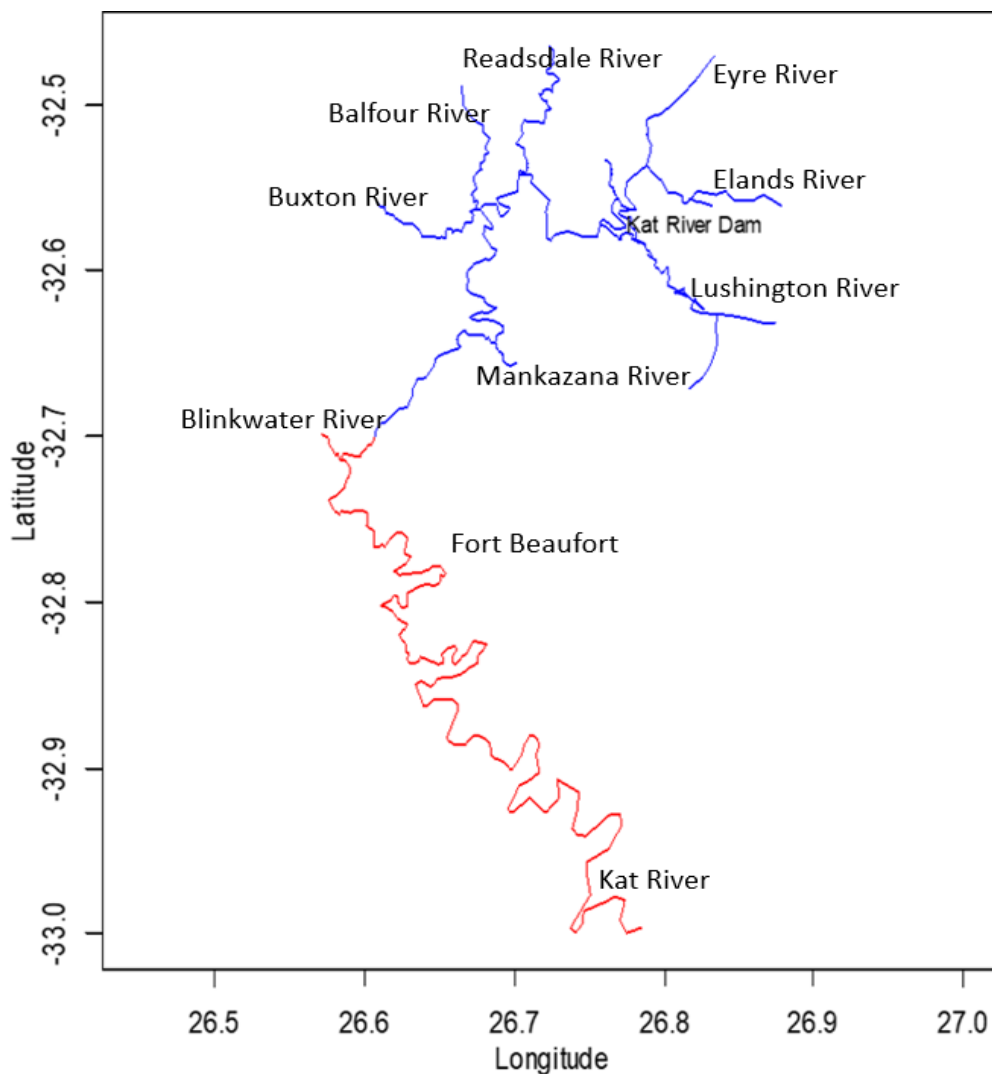 Readsdale River
Eyre River
Balfour River
Elands River
Buxton River
Kat River Dam
Lushington River
Mankazana River
Blinkwater River
Fort Beaufort
Kat River
Latitude
-32.5
-32.6
-32.7
-32.8
-32.9
-33.0
26.5 26.6 26.7 26.8 26.9 27.0
Longitude